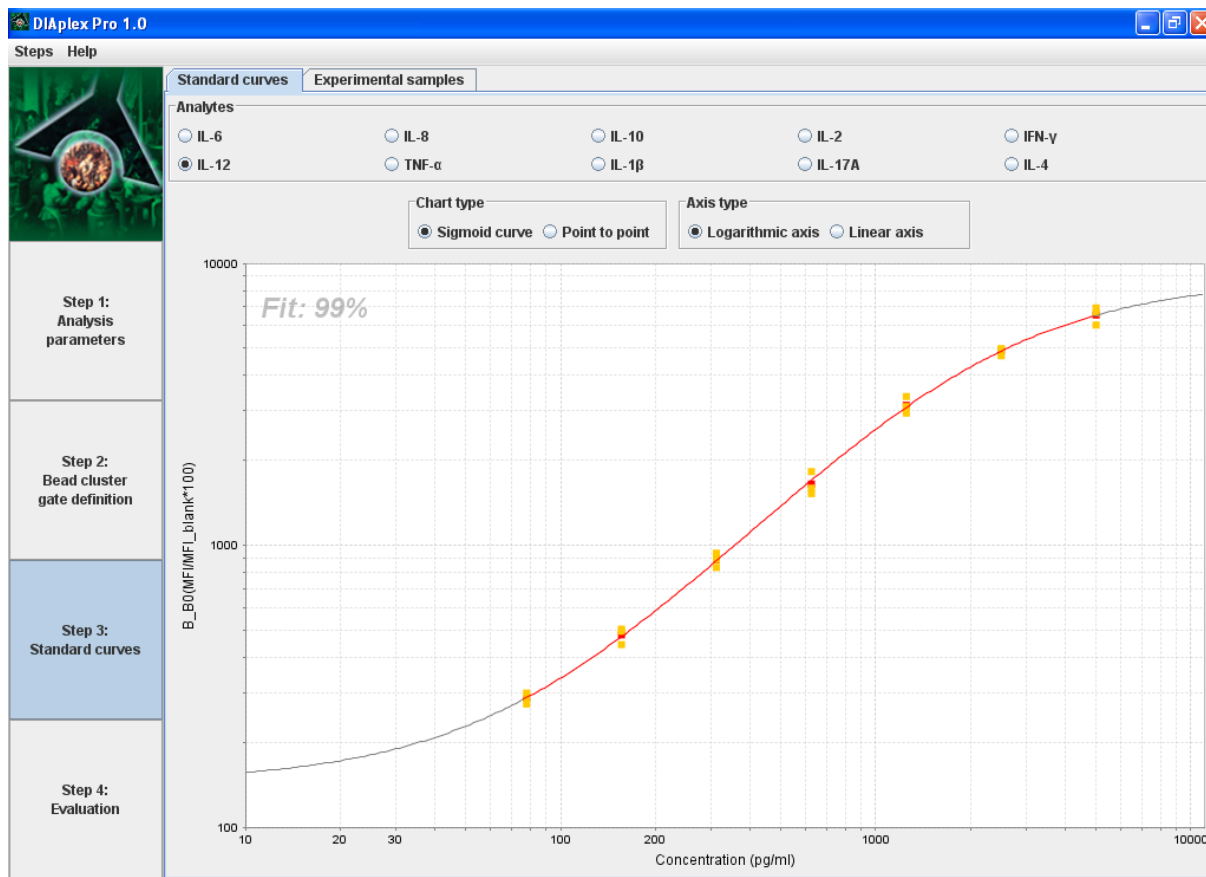 DIAplex Pro 1.0
Steps Help
Standard curves Experimental samples
Analytes
IL-6 IL-8 IL-10 IL-2 IFN-γ
IL-12 TNF-α IL-1β IL-17A IL-4
Chart type Axis type
Sigmoid curve Point to point Logarithmic axis Linear axis
Step 1:
Analysis
parameters
Step 2:
Bead cluster
gate definition
Step 3:
Standard curves
Step 4:
Evaluation
Fit: 99%
B_B0(MFI/MFI_blank*100)
10000
1000
100
10 20 30 100 200 1000 10000
Concentration (pg/ml)